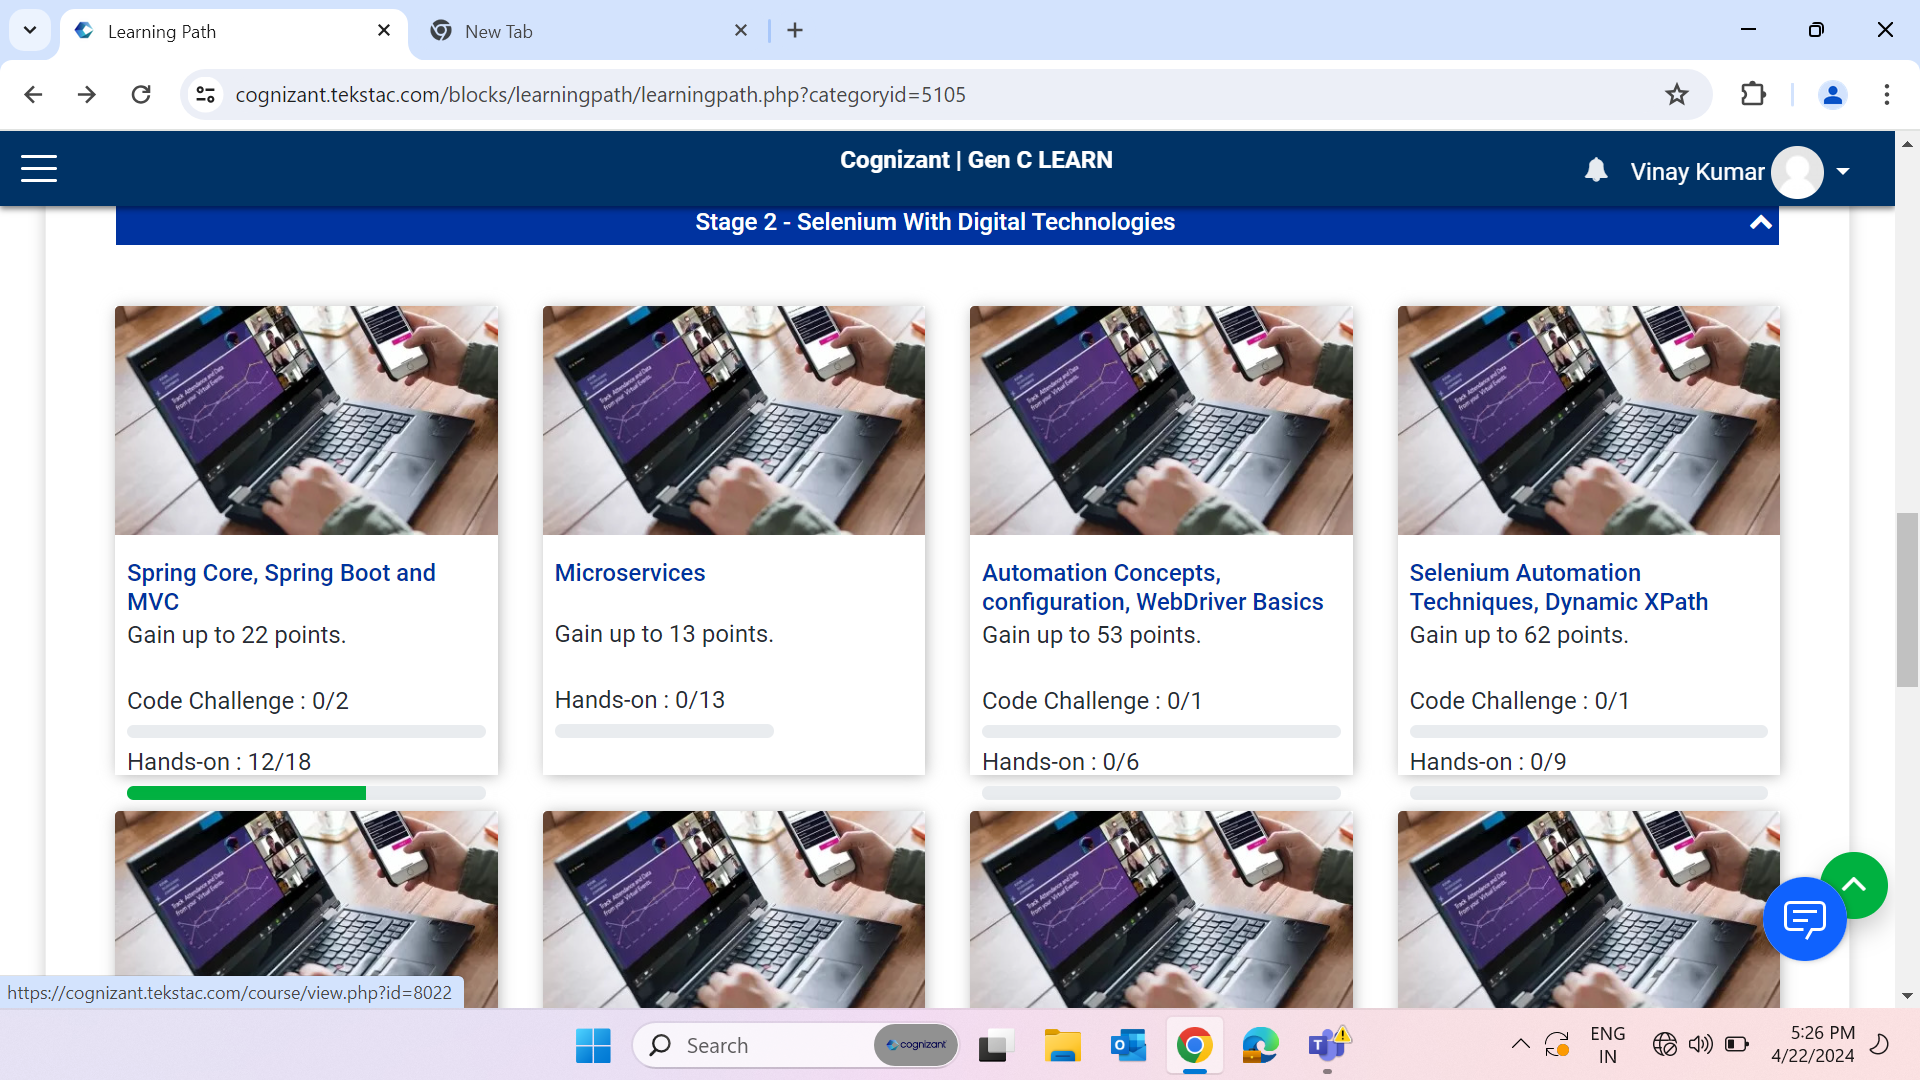 Learning Path
New Tab
cognizant.tekstac.com/blocks/learningpath/learningpath.php?categoryid=5105
Cognizant | Gen C LEARN
Vinay Kumar
Stage 2 - Selenium With Digital Technologies
Spring Core, Spring Boot and
MVC
Gain up to 22 points.
Code Challenge : 0/2
Hands-on : 12/18
Microservices
Gain up to 13 points.
Hands-on : 0/13
Automation Concepts,
configuration, WebDriver Basics
Gain up to 53 points.
Code Challenge : 0/1
Hands-on : 0/6
Selenium Automation
Techniques, Dynamic XPath
Gain up to 62 points.
Code Challenge : 0/1
Hands-on : 0/9
https://cognizant.tekstac.com/course/view.php?id=8022
Search
cognizant
ENG
IN
5:26 PM
4/22/2024